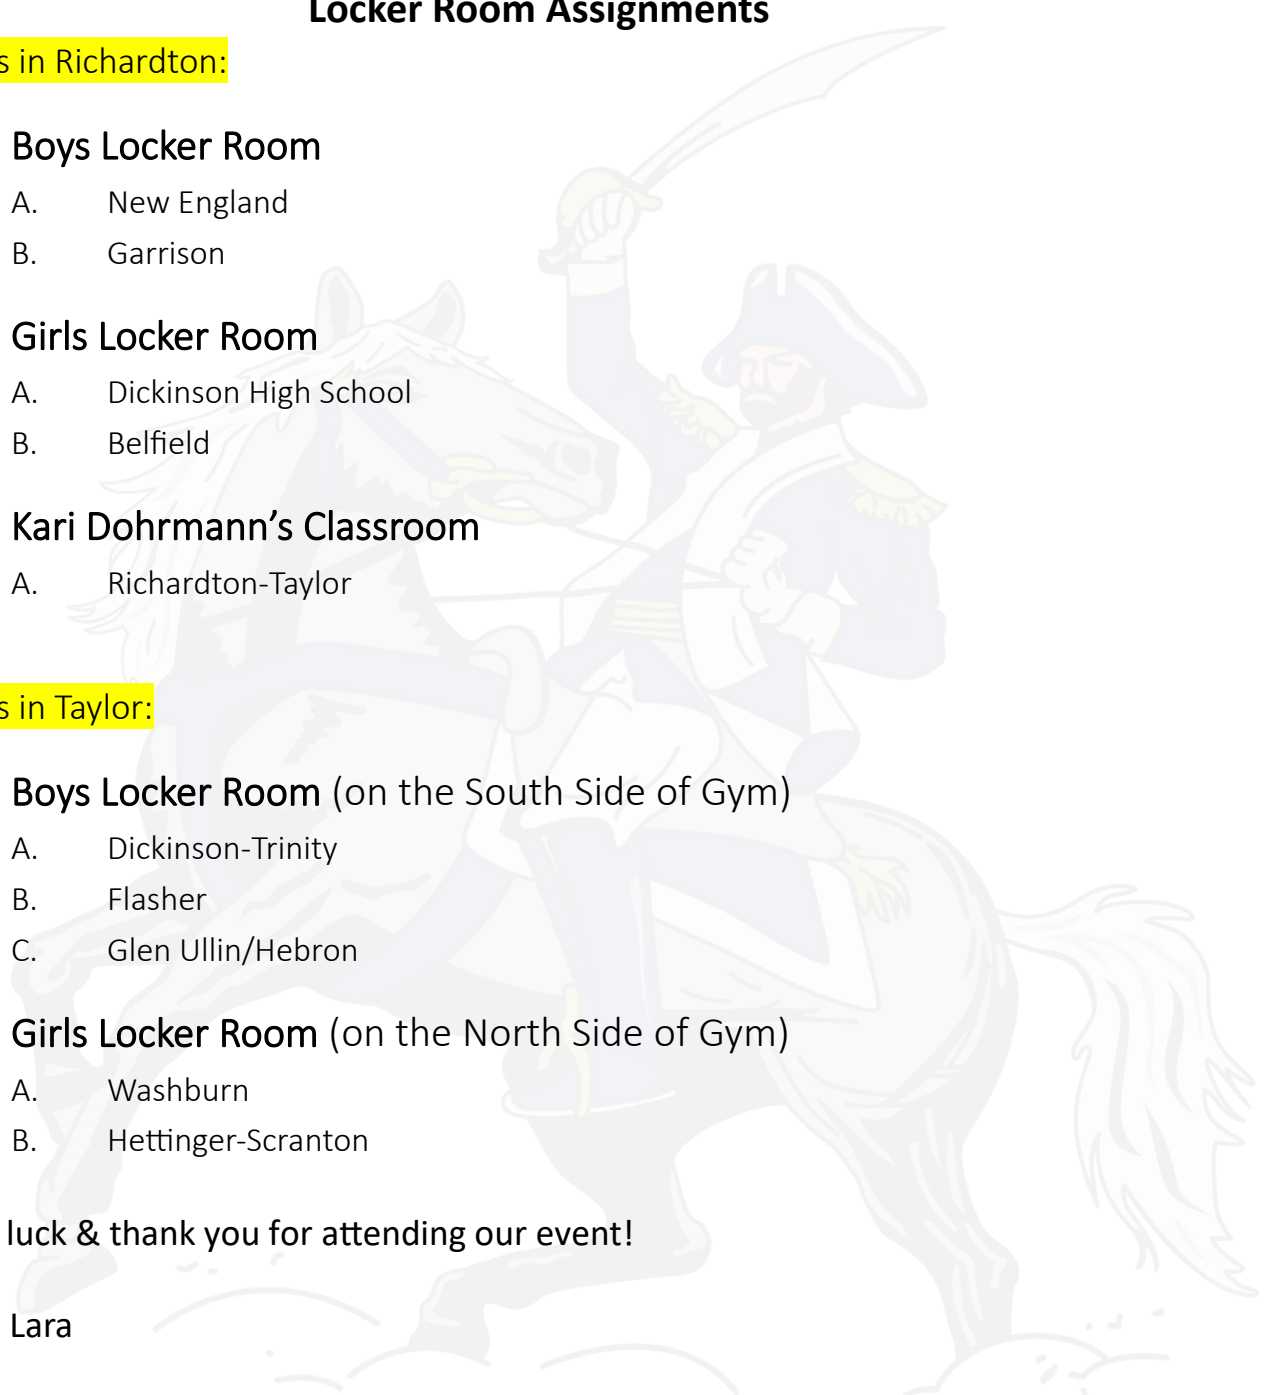 Locker Room Assignments
s in Richardton:
Boys Locker Room
A. New England
B. Garrison
Girls Locker Room
A. Dickinson High School
B. Belfield
Kari Dohrmann’s Classroom
A. Richardton-Taylor
s in Taylor:
Boys Locker Room (on the South Side of Gym)
A. Dickinson-Trinity
B. Flasher
C. Glen Ullin/Hebron
Girls Locker Room (on the North Side of Gym)
A. Washburn
B. Hettinger-Scranton
luck & thank you for attending our event!
Lara